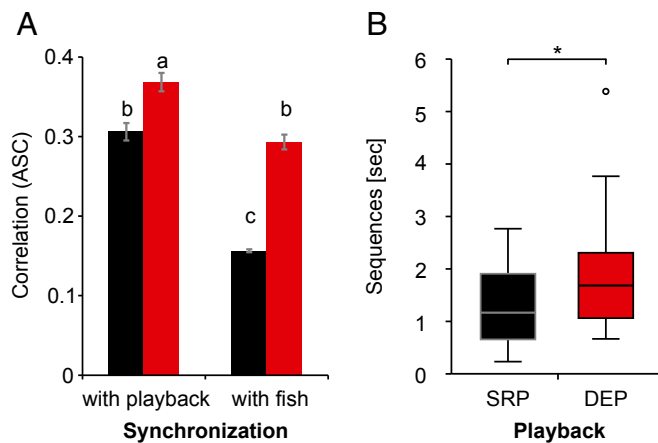 A
Correlation (ASC)
0.4
0.3
0.2
0.1
0
b
a
c
b
with playback
with fish
Synchronization
B
Sequences [sec]
6
5
4
3
2
1
0
*
SRP
DEP
Playback